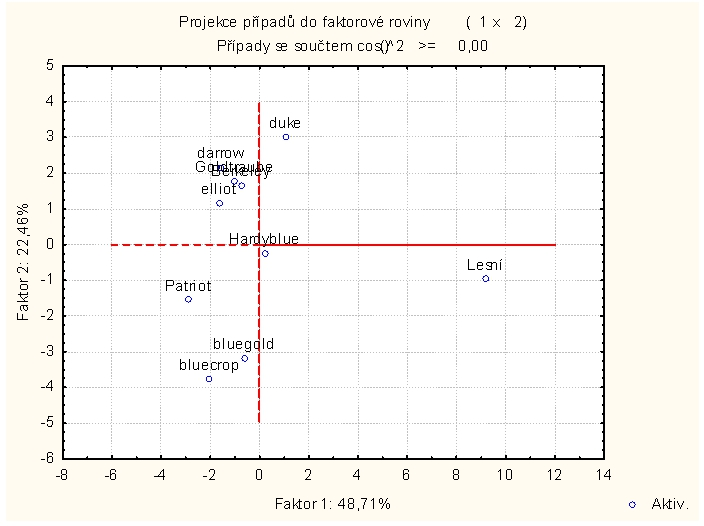 Projekce případů do faktorové roviny ( 1 x 2)
Případy se součtem cos()^2 >= 0,00
5
4
duke
3
darrow
Goldtraube
2
Berkeley
elliot
1
Hardyblue
0
Lesní
-1
Patriot
-2
bluegold
-3
bluecrop
-4
-5
-6
-8 -6 -4 -2 0 2 4 6 8 10 12 14
Faktor 2: 22,46%
Faktor 1: 48,71%
Aktiv.